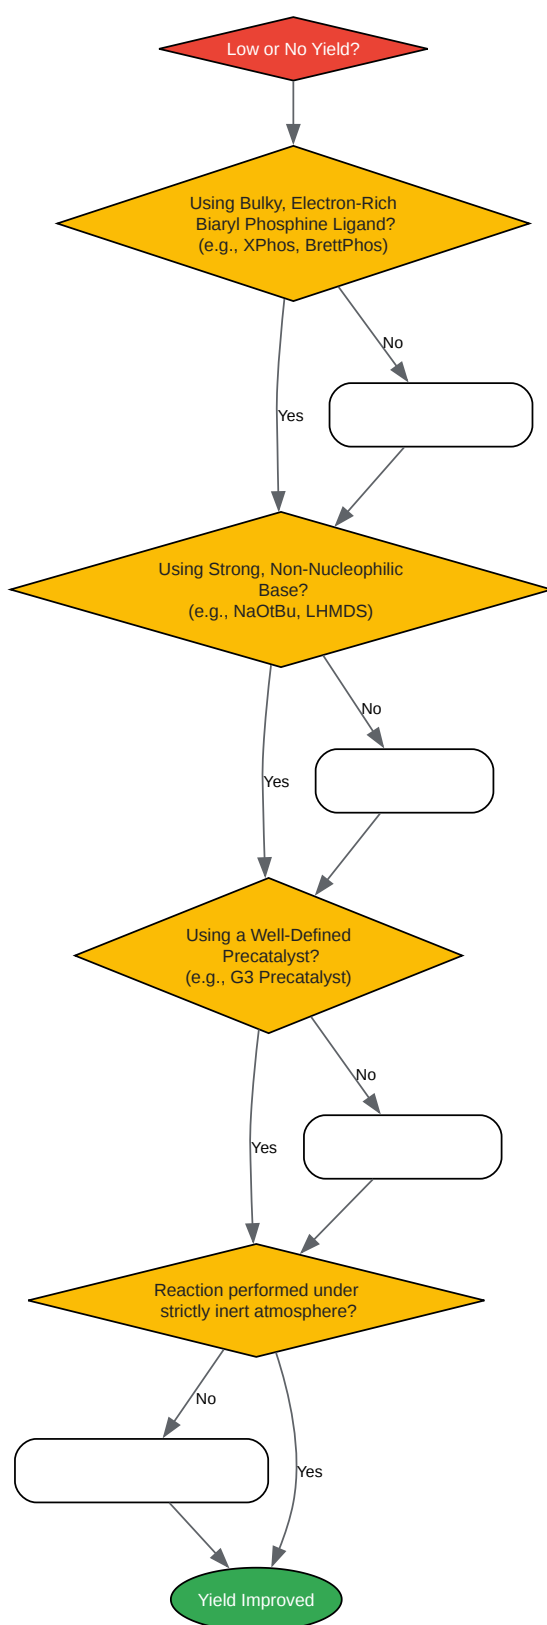 Low or No Yield?
Using Bulky, Electron-Rich
Biaryl Phosphine Ligand?
(e.g., XPhos, BrettPhos)
No
Yes
Using Strong, Non-Nucleophilic
Base?
(e.g., NaOtBu, LHMDS)
No
Yes
Using a Well-Defined
Precatalyst?
(e.g., G3 Precatalyst)
No
Yes
Reaction performed under
strictly inert atmosphere?
No
Yes
Yield Improved